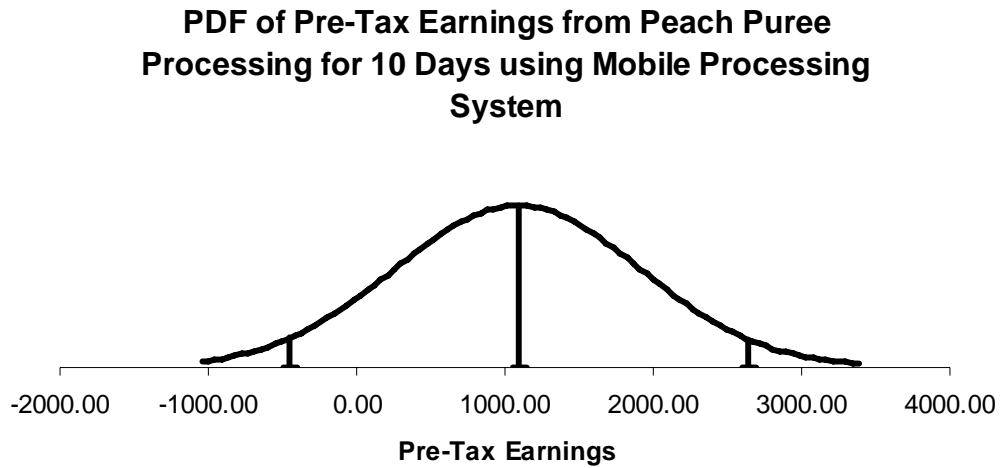 PDF of Pre-Tax Earnings from Peach Puree
Processing for 10 Days using Mobile Processing
System
-2000.00 -1000.00 0.00 1000.00 2000.00 3000.00 4000.00
Pre-Tax Earnings